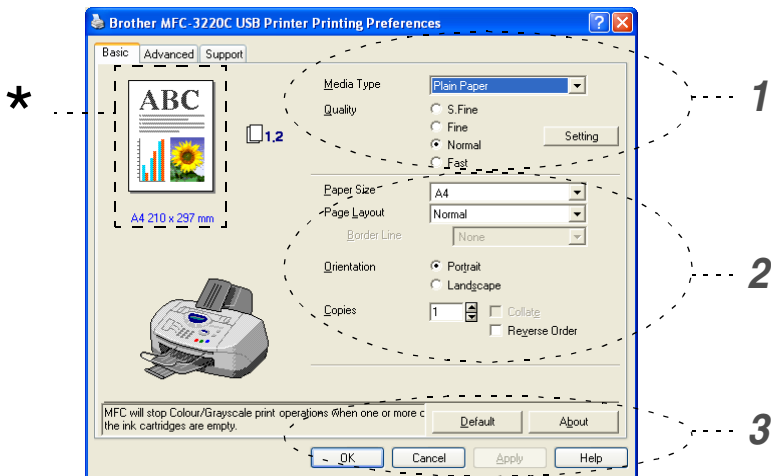 Brother MFC-3220C USB Printer Printing Preferences
Basic Advanced Support
*
ABC
1.2
A4 210 x 297 mm
Media Type Plain Paper
Quality S.Fine
Fine
Normal
Fast
Setting
1
Paper Size A4
Page Layout Normal
Border Line None
Orientation Portrait
Landscape
Copies 1 Collate
Reverse Order
2
MFC will stop Colour/Grayscale print operations when one or more
the ink cartridges are empty.
Default About
3
OK Cancel Apply Help